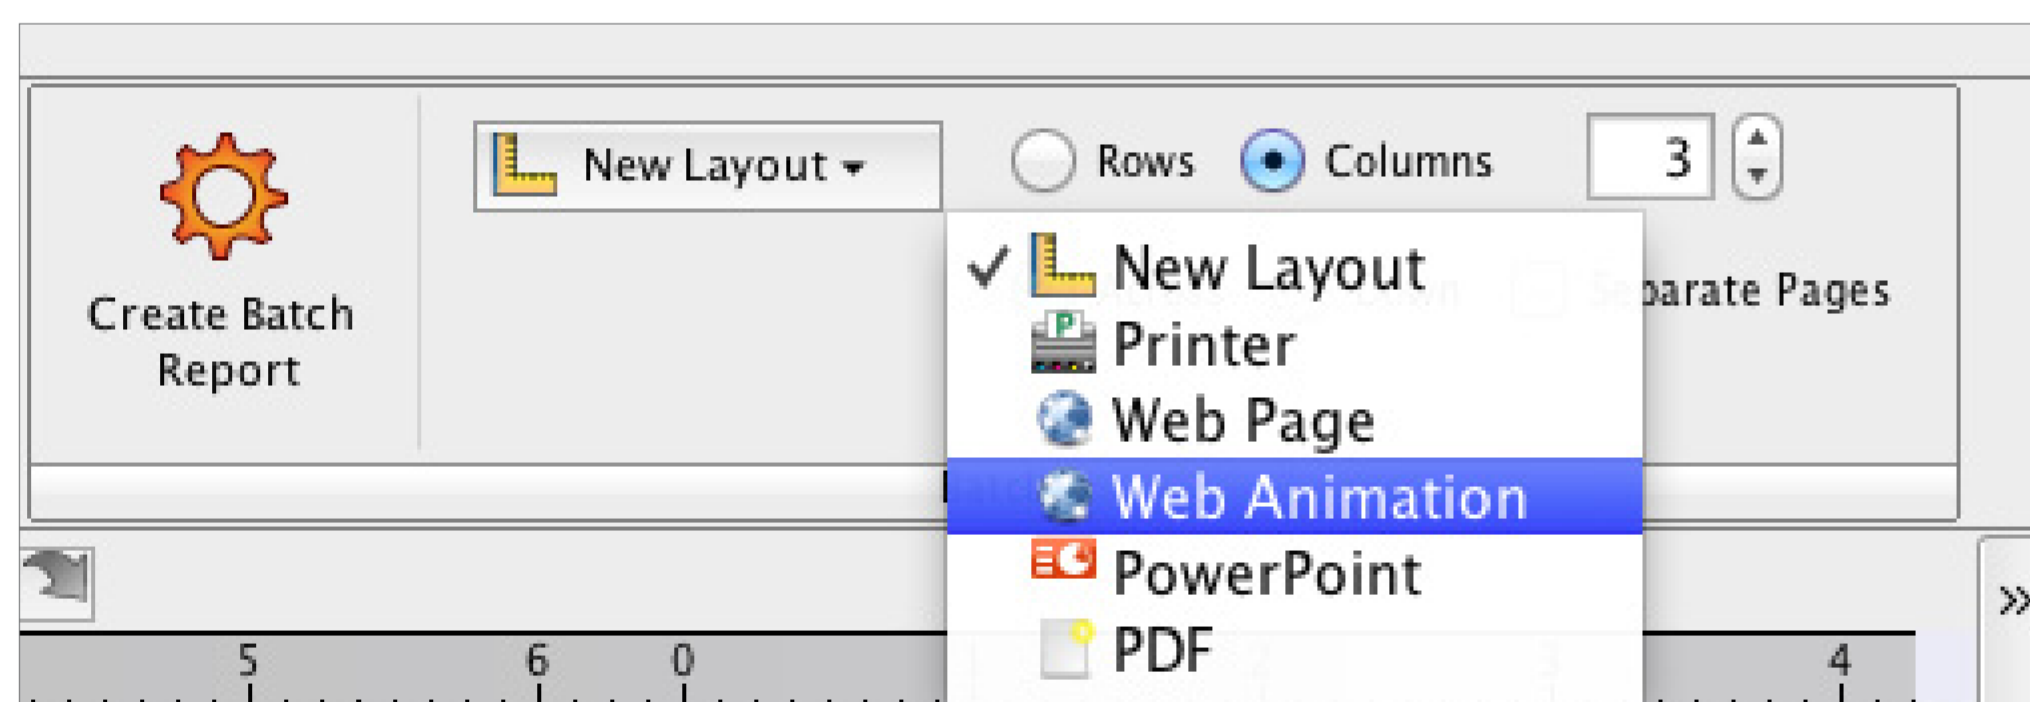 New Layout
Rows
Columns
3
Create Batch
Report
New Layout
Printer
Web Page
Web Animation
PowerPoint
PDF
parate Pages
5 6 0 4